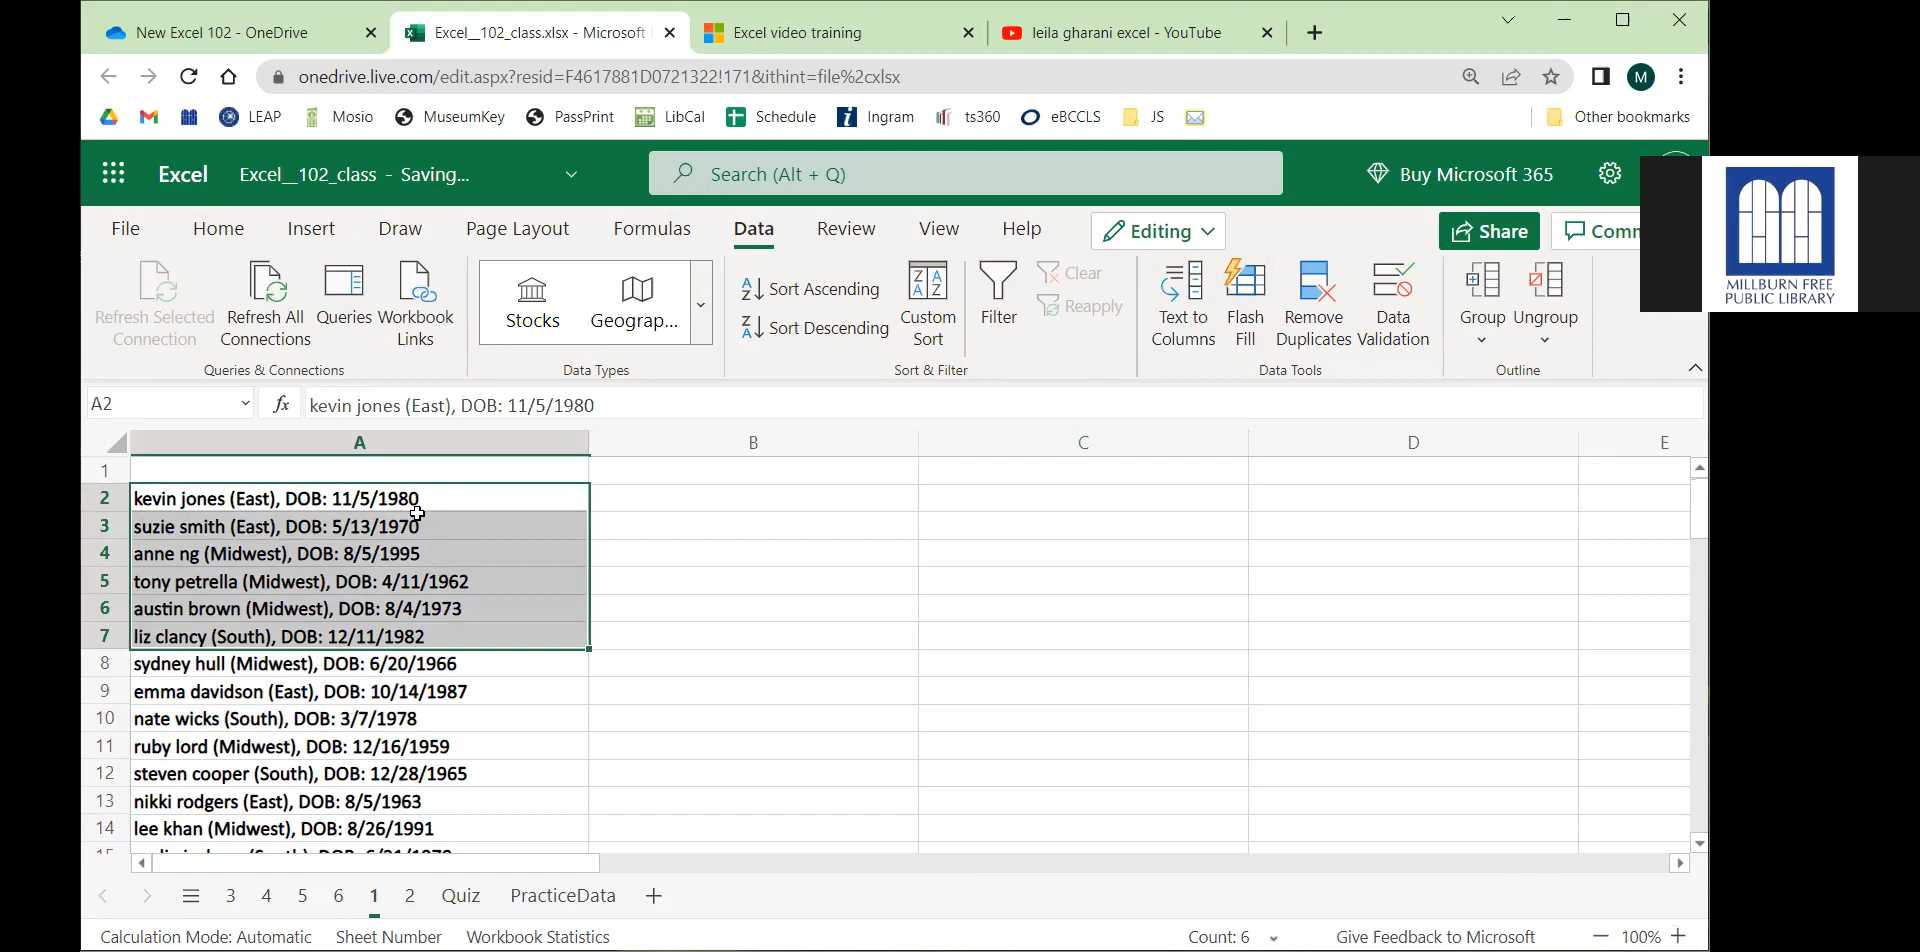 New Excel 102 - OneDrive
Excel__102_class.xlsx - Microsoft
Excel video training
leila gharani excel - YouTube
onedrive.live.com/edit.aspx?resid=F4617881D0721322!171&ithint=file%2cxlsx
M
LEAP
Mosio
MuseumKey
PassPrint
LibCal
Schedule
Ingram
ts360
eBCCLS
JS
Other bookmarks
Excel
Excel__102_class - Saving...
Search (Alt + Q)
Buy Microsoft 365
MILLBURN FREE
PUBLIC LIBRARY
File Home Insert Draw Page Layout Formulas Data Review View Help
Editing
Share
Comm
Refresh Selected
Connection
Refresh All
Connections
Queries
Workbook
Links
Stocks
Geograp...
Sort Ascending
Sort Descending
Custom
Sort
Filter
Clear
Reapply
Text to
Columns
Flash
Fill
Remove
Duplicates
Data
Validation
Group
Ungroup
Queries & Connections
Data Types
Sort & Filter
Data Tools
Outline
A2
fx
kevin jones (East), DOB: 11/5/1980
A B C D E
1
2 kevin jones (East), DOB: 11/5/1980
3 suzie smith (East), DOB: 5/13/1970
4 anne ng (Midwest), DOB: 8/5/1995
5 tony petrella (Midwest), DOB: 4/11/1962
6 austin brown (Midwest), DOB: 8/4/1973
7 liz clancy (South), DOB: 12/11/1982
8 sydney hull (Midwest), DOB: 6/20/1966
9 emma davidson (East), DOB: 10/14/1987
10 nate wicks (South), DOB: 3/7/1978
11 ruby lord (Midwest), DOB: 12/16/1959
12 steven cooper (South), DOB: 12/28/1965
13 nikki rodgers (East), DOB: 8/5/1963
14 lee khan (Midwest), DOB: 8/26/1991
3 4 5 6 1 2 Quiz PracticeData
Calculation Mode: Automatic Sheet Number Workbook Statistics Count: 6 Give Feedback to Microsoft 100%